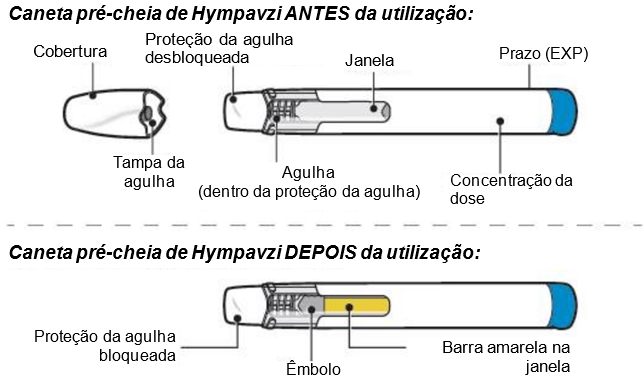 Caneta pré-cheia de Hympavzi ANTES da utilização:
Cobertura
Proteção da agulha
desbloqueada
Janela
Prazo (EXP)
Tampa da
agulha
Agulha
(dentro da proteção da agulha)
Concentração da
dose
Caneta pré-cheia de Hympavzi DEPOIS da utilização:
Proteção da agulha
bloqueada
Êmbolo
Barra amarela na
janela